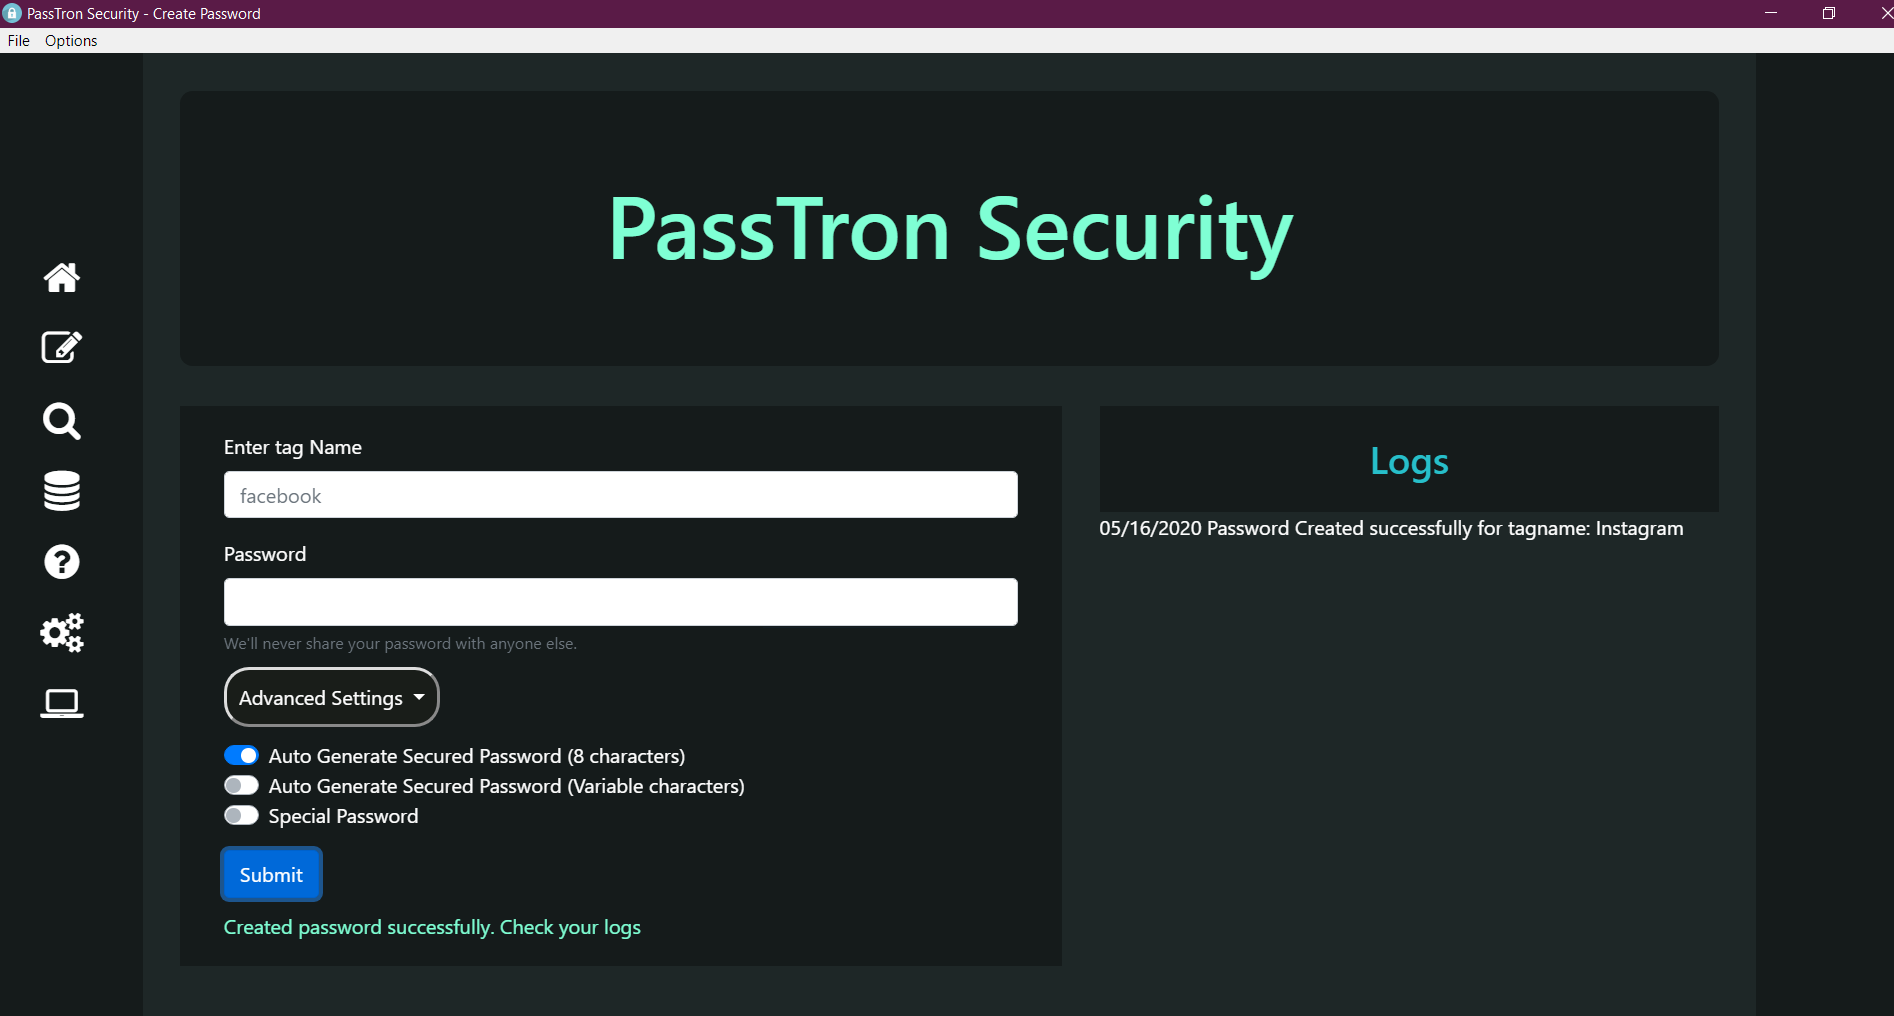 PassTron Security - Create Password
File Options
PassTron Security
Enter tag Name
facebook
Password
We'll never share your password with anyone else.
Advanced Settings
Auto Generate Secured Password (8 characters)
Auto Generate Secured Password (Variable characters)
Special Password
Submit
Created password successfully. Check your logs
Logs
05/16/2020 Password Created successfully for tagname: Instagram